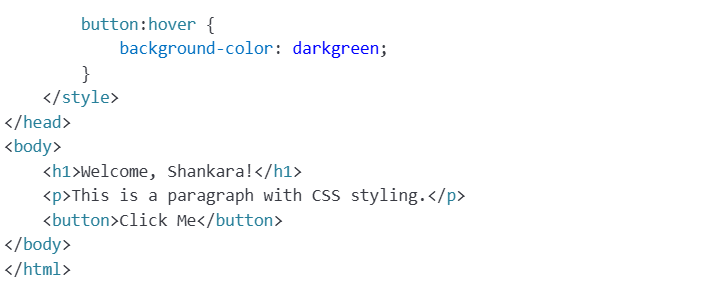 button:hover {
            background-color: darkgreen;
        }
    </style>
</head>
<body>
    <h1>Welcome, Shankara!</h1>
    <p>This is a paragraph with CSS styling.</p>
    <button>Click Me</button>
</body>
</html>